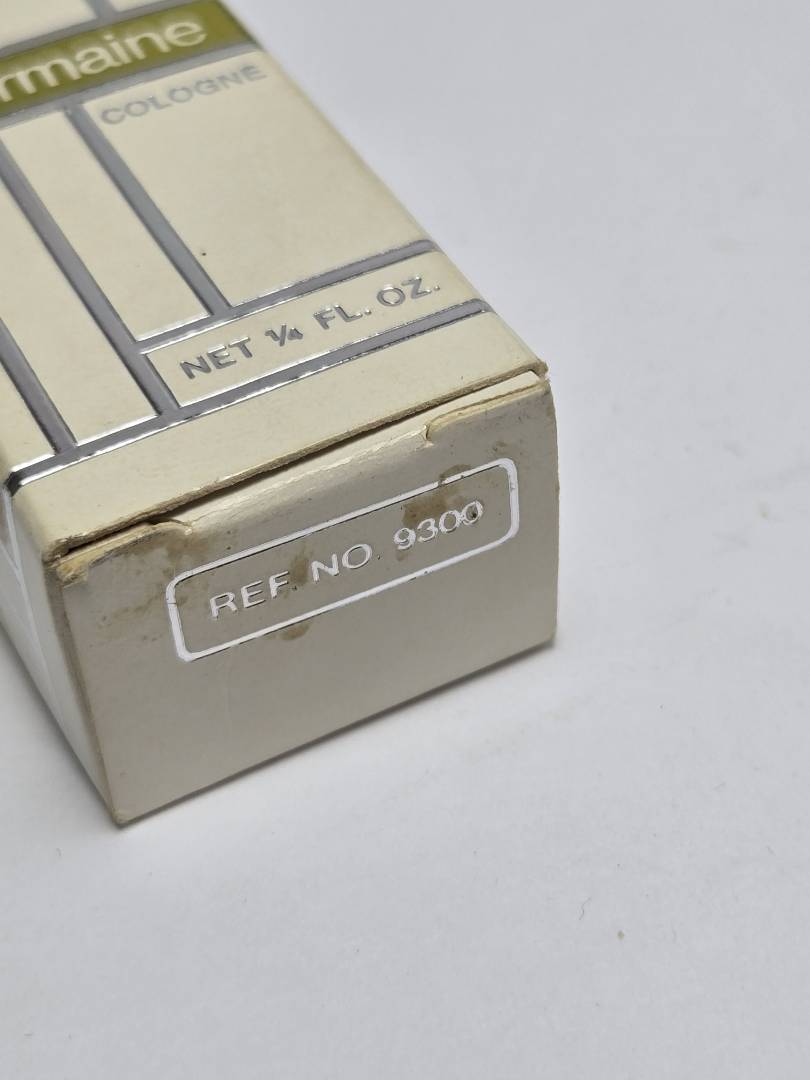 rmaine
COLOGNE
NET ¼ FL. OZ.
REF. NO. 9300